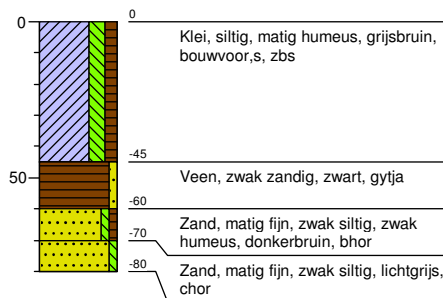 0
0
Klei, siltig, matig humeus, grijsbruin,
bouwvoor,s, zbs
-45
50
Veen, zwak zandig, zwart, gytja
-60
Zand, matig fijn, zwak siltig, zwak
humeus, donkerbruin, bhor
-70
Zand, matig fijn, zwak siltig, lichtgrijs,
chor
-80